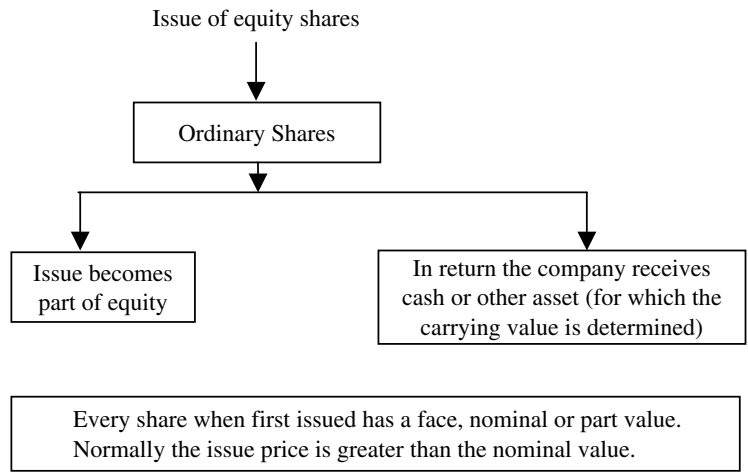 Issue of equity shares
Ordinary Shares
Issue becomes
part of equity
In return the company receives
cash or other asset (for which the
carrying value is determined)
Every share when first issued has a face, nominal or part value.
Normally the issue price is greater than the nominal value.